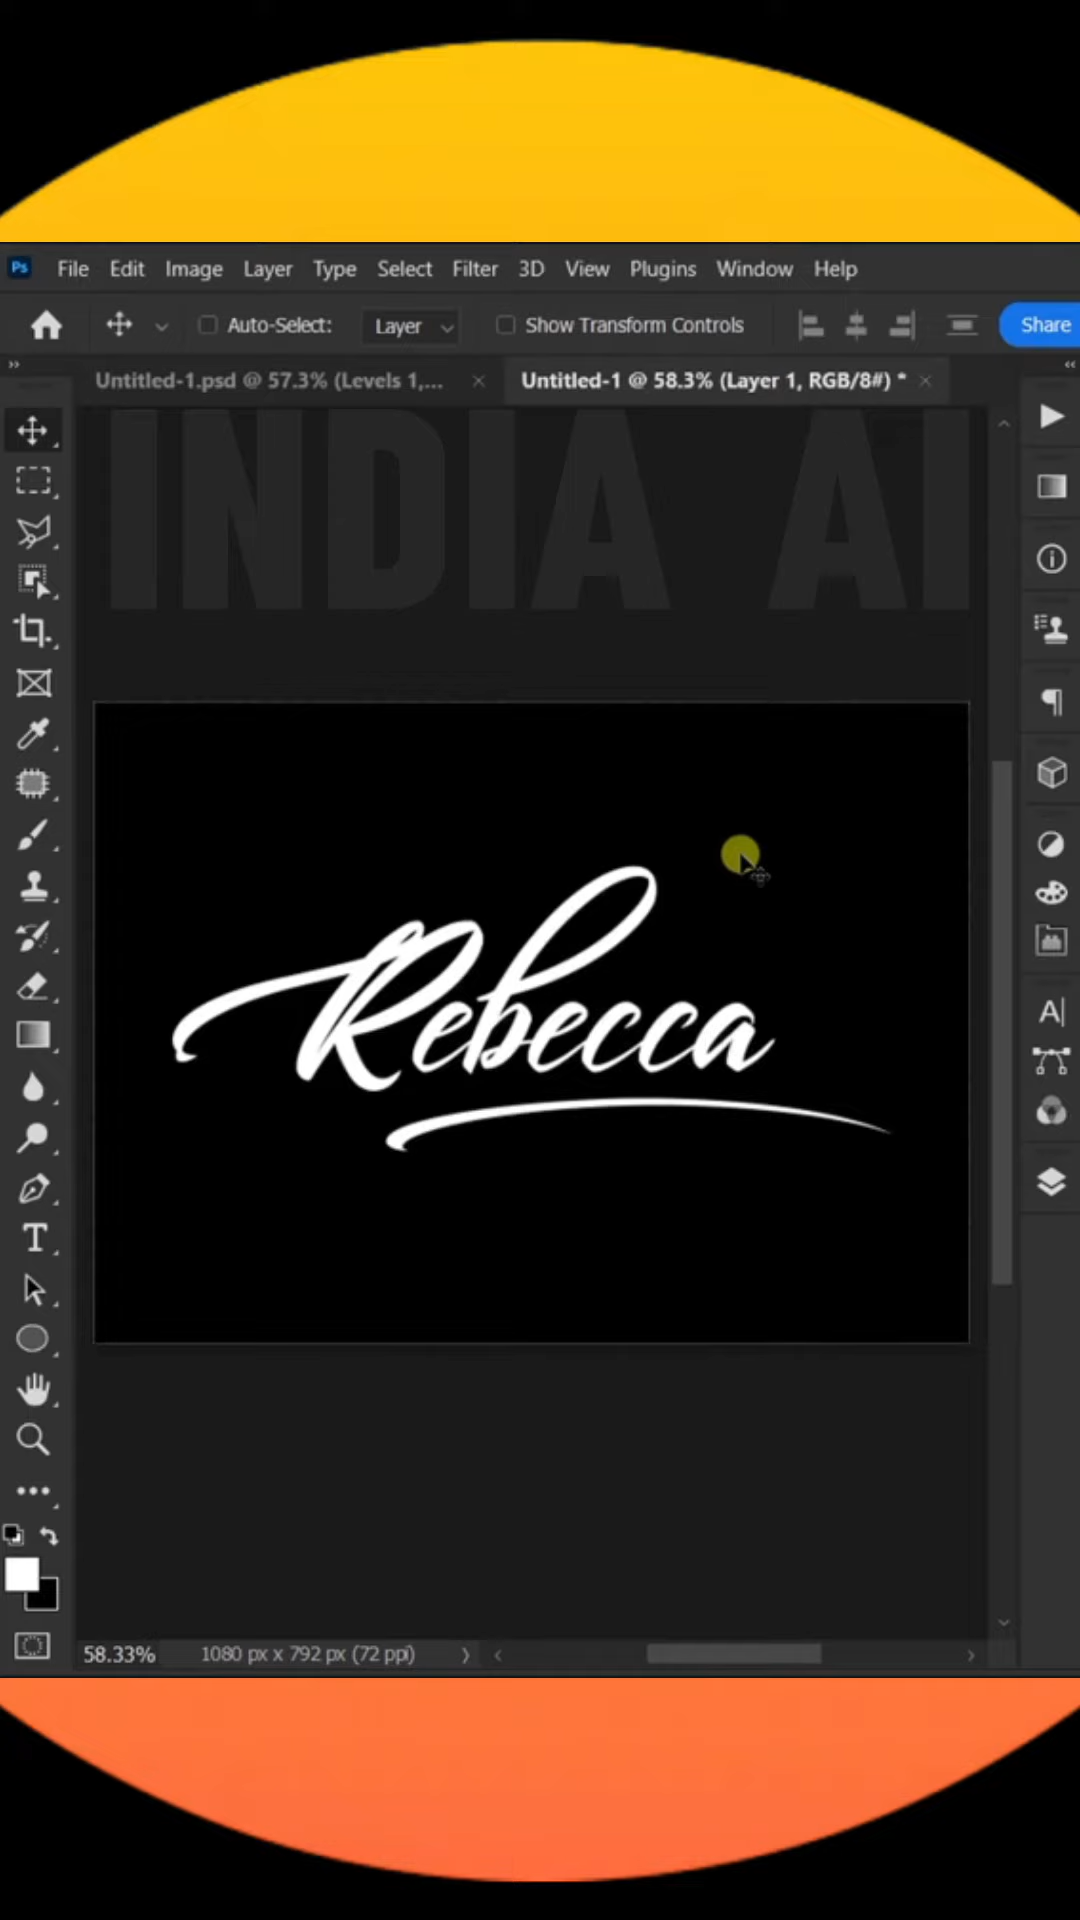 Ps File Edit Image Layer Type Select Filter 3D View Plugins Window Help
Auto-Select: Layer Show Transform Controls Share
Untitled-1.psd @ 57.3% (Levels 1,... × Untitled-1 @ 58.3% (Layer 1, RGB/8#) * ×
INDIA AI
Rebecca
58.33% 1080 px x 792 px (72 ppi)